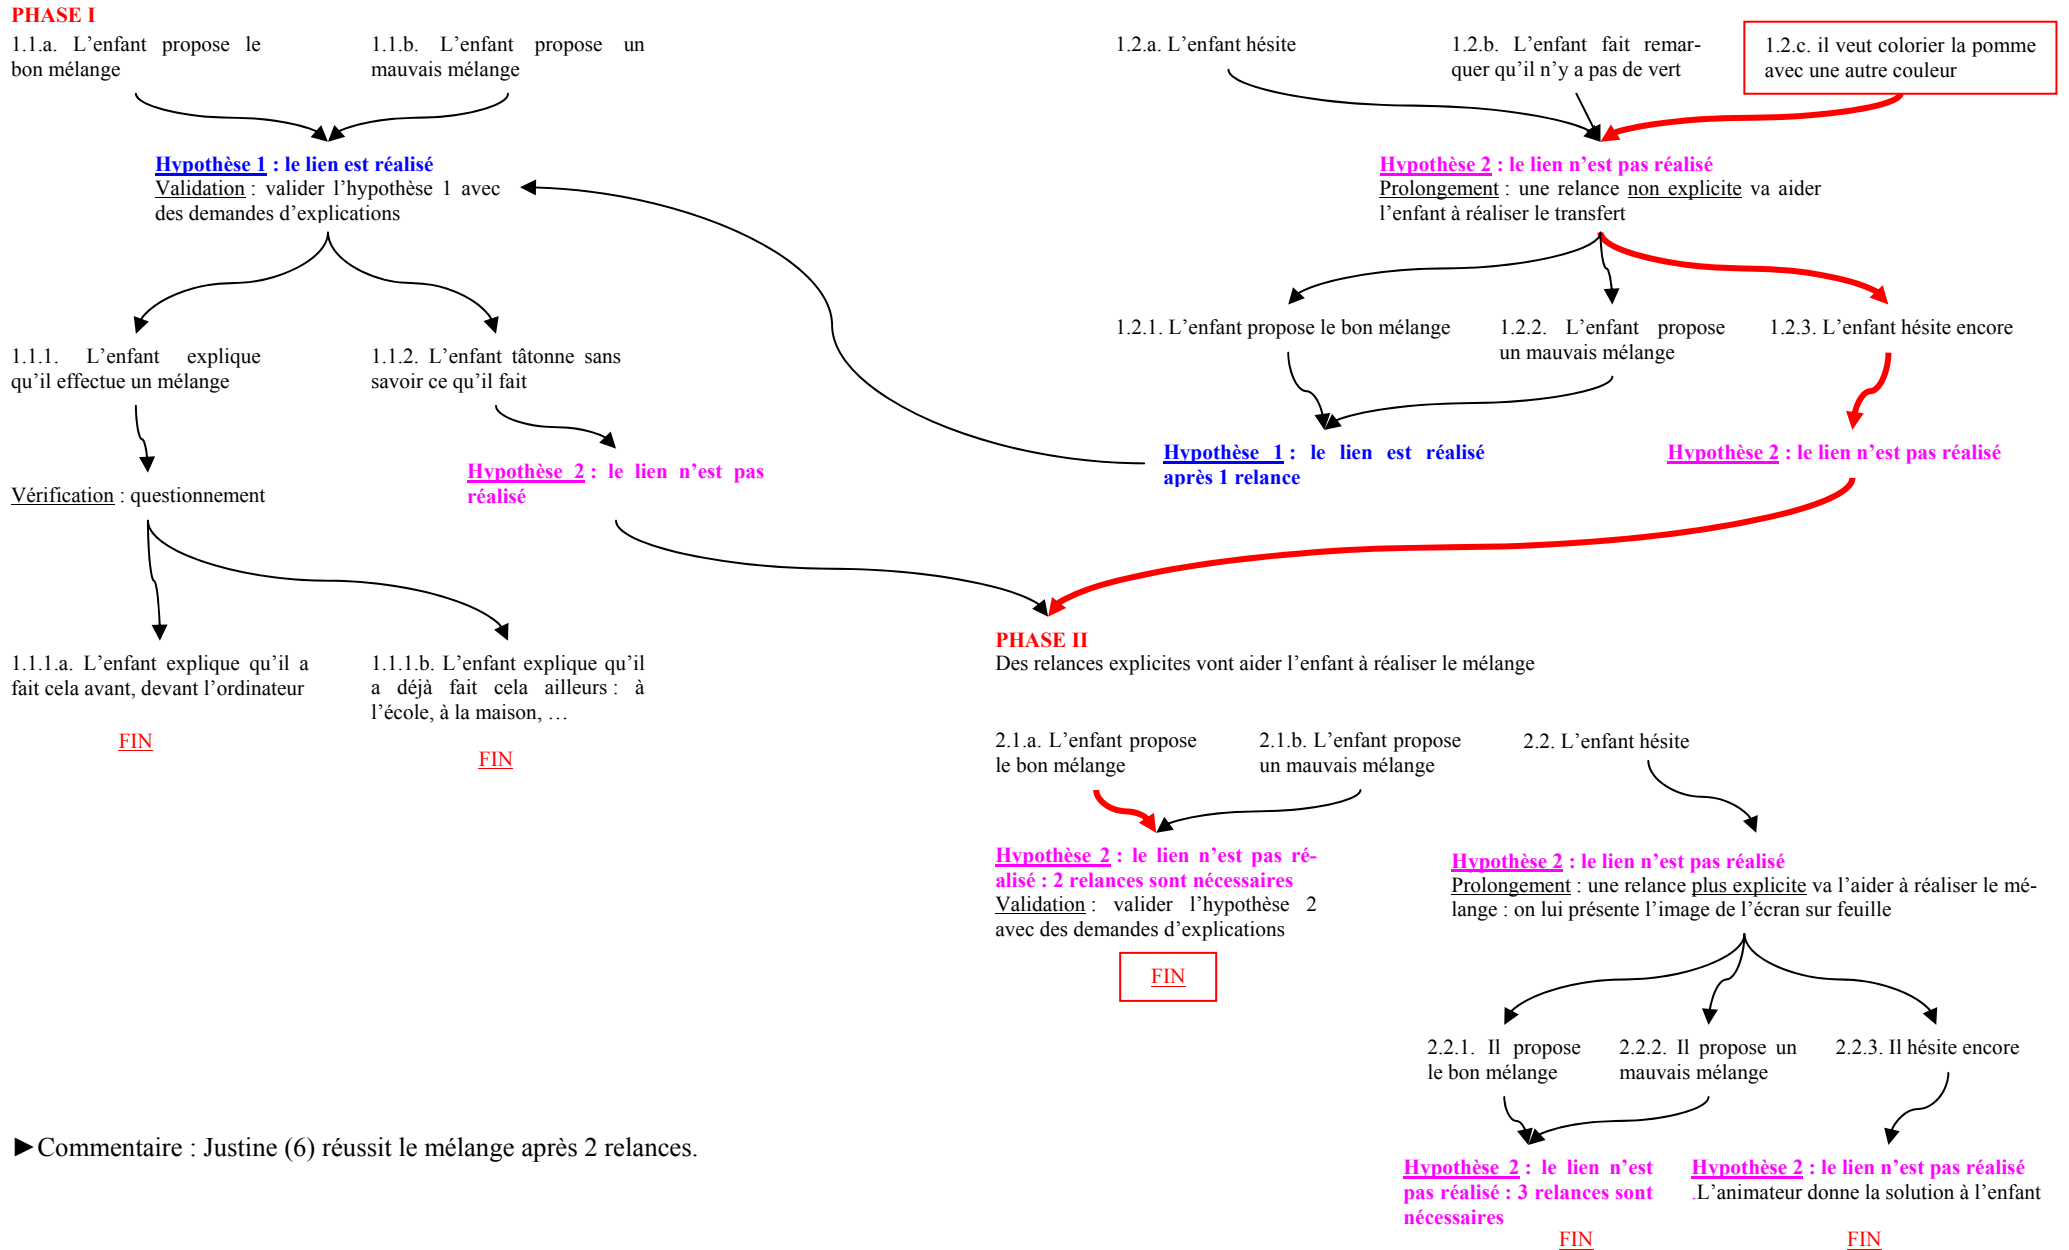 PHASE I
1.1.a. L’enfant propose le
bon mélange
1.1.b. L’enfant propose un
mauvais mélange
1.2.a. L’enfant hésite
1.2.b. L’enfant fait remar-
quer qu’il n’y a pas de vert
1.2.c. il veut colorier la pomme
avec une autre couleur
Hypothèse 1 : le lien est réalisé
Validation : valider l’hypothèse 1 avec
des demandes d’explications
Hypothèse 2 : le lien n’est pas réalisé
Prolongement : une relance non explicite va aider
l’enfant à réaliser le transfert
1.1.1. L’enfant explique
qu’il effectue un mélange
1.1.2. L’enfant tâtonne sans
savoir ce qu’il fait
1.2.1. L’enfant propose le bon mélange
1.2.2. L’enfant propose
un mauvais mélange
1.2.3. L’enfant hésite encore
Vérification : questionnement
Hypothèse 2 : le lien n’est pas
réalisé
Hypothèse 1 : le lien est réalisé
après 1 relance
Hypothèse 2 : le lien n’est pas réalisé
1.1.1.a. L’enfant explique qu’il a
fait cela avant, devant l’ordinateur
FIN
1.1.1.b. L’enfant explique qu’il
a déjà fait cela ailleurs : à
l’école, à la maison, …
FIN
PHASE II
Des relances explicites vont aider l’enfant à réaliser le mélange
2.1.a. L’enfant propose
le bon mélange
2.1.b. L’enfant propose
un mauvais mélange
2.2. L’enfant hésite
Hypothèse 2 : le lien n’est pas ré-
alisé : 2 relances sont nécessaires
Validation : valider l’hypothèse 2
avec des demandes d’explications
FIN
Hypothèse 2 : le lien n’est pas réalisé
Prolongement : une relance plus explicite va l’aider à réaliser le mé-
lange : on lui présente l’image de l’écran sur feuille
2.2.1. Il propose
le bon mélange
2.2.2. Il propose un
mauvais mélange
2.2.3. Il hésite encore
►Commentaire : Justine (6) réussit le mélange après 2 relances.
Hypothèse 2 : le lien n’est
pas réalisé : 3 relances sont
nécessaires
FIN
Hypothèse 2 : le lien n’est pas réalisé
.L’animateur donne la solution à l’enfant
FIN